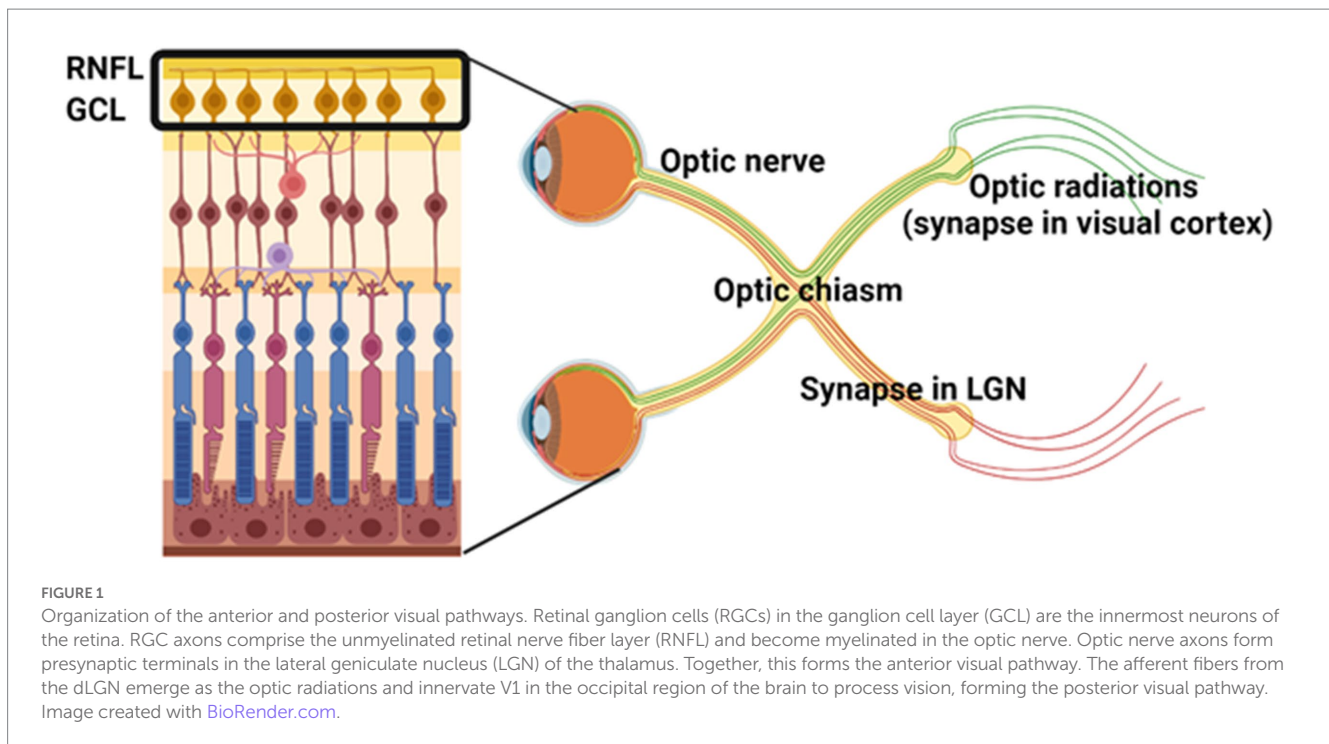 RNFL
GCL
Optic nerve
Optic radiations
(synapse in visual cortex)
Optic chiasm
Synapse in LGN
FIGURE 1
Organization of the anterior and posterior visual pathways. Retinal ganglion cells (RGCs) in the ganglion cell layer (GCL) are the innermost neurons of
the retina. RGC axons comprise the unmyelinated retinal nerve fiber layer (RNFL) and become myelinated in the optic nerve. Optic nerve axons form
presynaptic terminals in the lateral geniculate nucleus (LGN) of the thalamus. Together, this forms the anterior visual pathway. The afferent fibers from
the dLGN emerge as the optic radiations and innervate V1 in the occipital region of the brain to process vision, forming the posterior visual pathway.
Image created with BioRender.com.